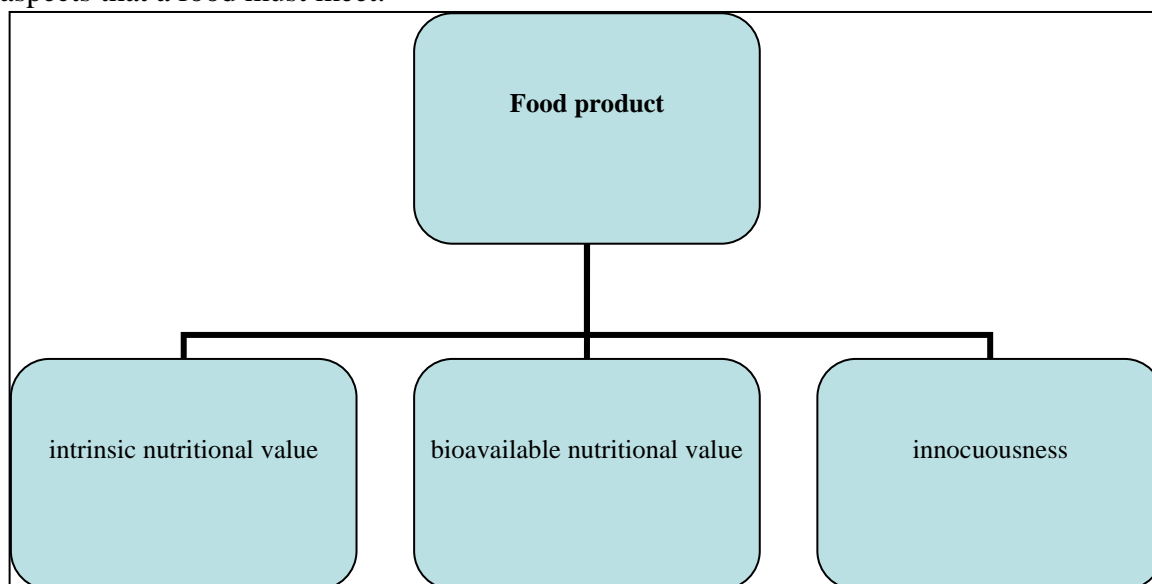 aspects that a food must meet.
Food product
intrinsic nutritional value
bioavailable nutritional value
innocuousness